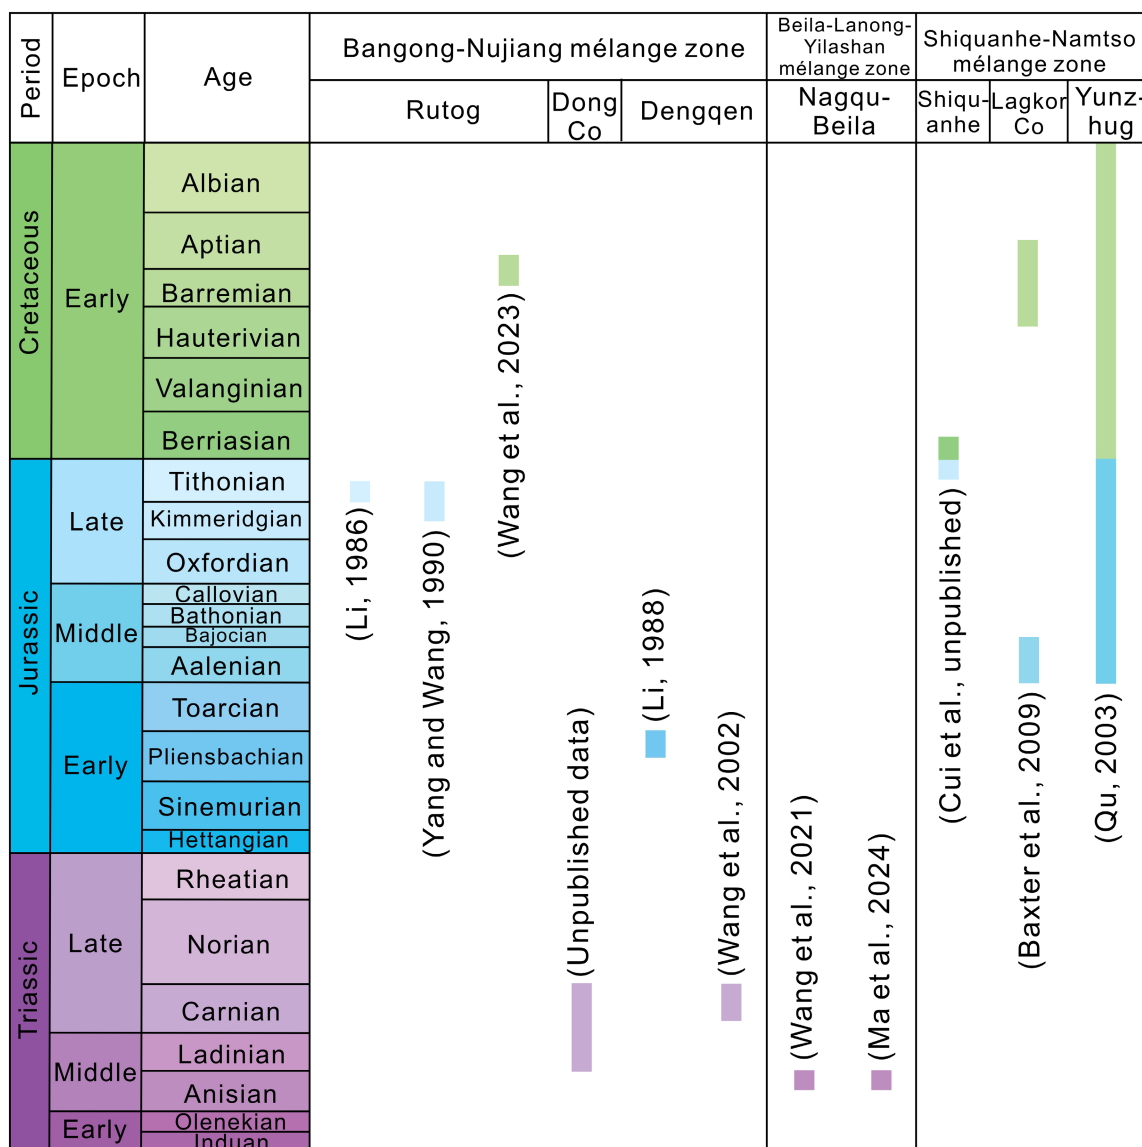 Period
Epoch
Age
Bangong-Nujiang mélange zone
Beila-Lanong-
Yilashan
mélange zone
Shiquanhe-Namtso
mélange zone
Rutog
Dong
Co
Dengqen
Nagqu-
Beila
Shiqu-
anhe
Lagkor
Co
Yunz-
hug
Cretaceous
Early
Albian
Aptian
Barremian
Hauterivian
Valanginian
Berriasian
Jurassic
Late
Tithonian
Kimmeridgian
Oxfordian
Middle
Callovian
Bathonian
Bajocian
Aalenian
Early
Toarcian
Pliensbachian
Sinemurian
Hettangian
Triassic
Late
Rheatian
Norian
Carnian
Middle
Ladinian
Anisian
Early
Olenekian
Induan
(Li, 1986)
(Yang and Wang, 1990)
(Wang et al., 2023)
(Unpublished data)
(Li, 1988)
(Wang et al., 2002)
(Wang et al., 2021)
(Ma et al., 2024)
(Cui et al., unpublished)
(Baxter et al., 2009)
(Qu, 2003)